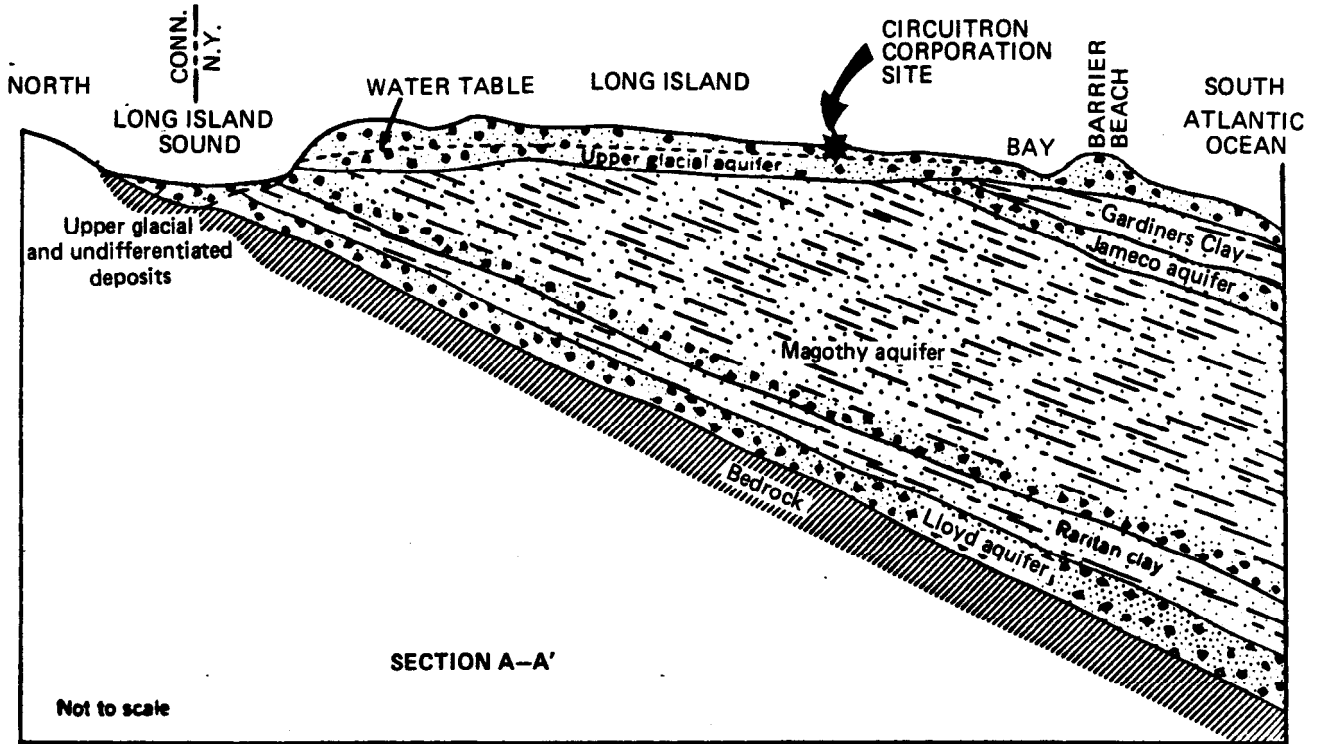 CONN.
N.Y.
NORTH
LONG ISLAND
SOUND
WATER TABLE
LONG ISLAND
CIRCUITRON
CORPORATION
SITE
BAY
BARRIER
BEACH
SOUTH
ATLANTIC
OCEAN
Upper glacial aquifer
Upper glacial
and undifferentiated
deposits
Gardiners Clay
Jameco aquifer
Magothy aquifer
Bedrock
Lloyd aquifer
Raritan clay
SECTION A–A'
Not to scale